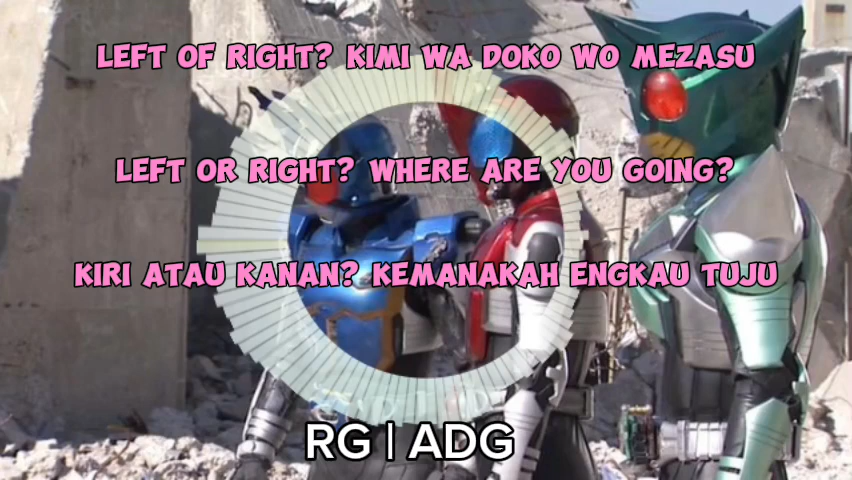 LEFT OF RIGHT? KIMI WA DOKO WO MEZASU
LEFT OR RIGHT? WHERE ARE YOU GOING?
KIRI ATAU KANAN? KEMANAKAH ENGKAU TUJU
RG | ADG